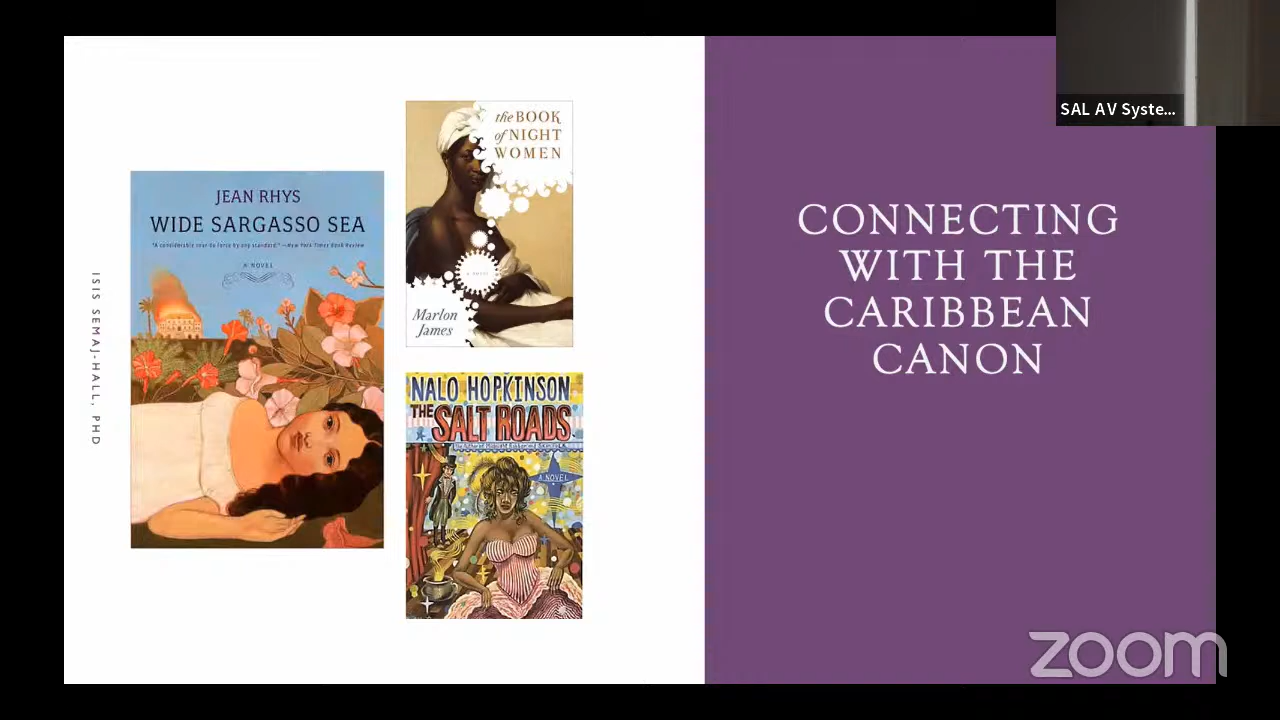 SAL AV Syste...
ISIS SEMAJ-HALL, PHD
JEAN RHYS
WIDE SARGASSO SEA
"A considerable tour de force by any standard." —New York Times Book Review
A NOVEL
the BOOK
of NIGHT
WOMEN
A NOVEL
Marlon
James
NALO HOPKINSON
THE SALT ROADS
A NOVEL
CONNECTING
WITH THE
CARIBBEAN
CANON
zoom